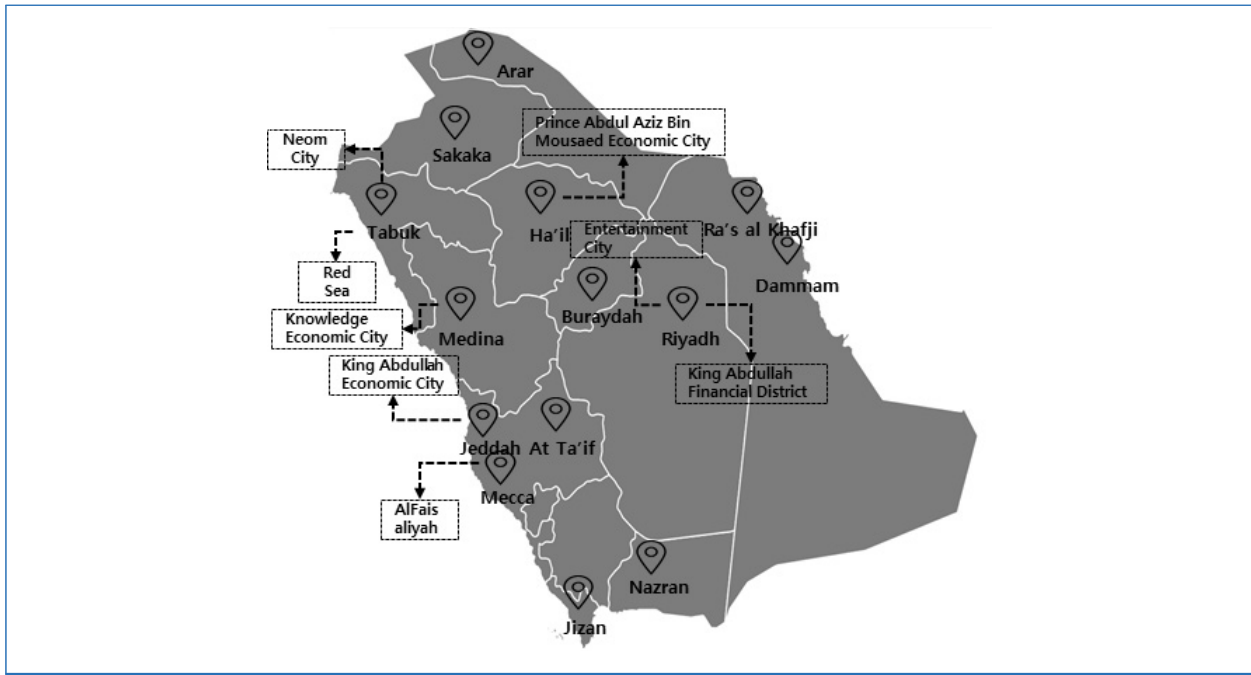 Arar
Prince Abdul Aziz Bin
Mousaed Economic City
Neom
City
Sakaka
Tabuk
Ha'il
Entertainment
City
Ra's al Khafji
Red
Sea
Dammam
Knowledge
Economic City
Medina
Buraydah
Riyadh
King Abdullah
Economic City
King Abdullah
Financial District
Jeddah
At Ta'if
Mecca
AlFais
aliyah
Nazran
Jizan